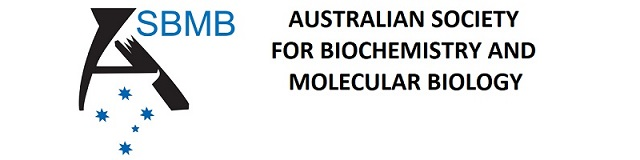 ASBMB
AUSTRALIAN SOCIETY
FOR BIOCHEMISTRY AND
MOLECULAR BIOLOGY